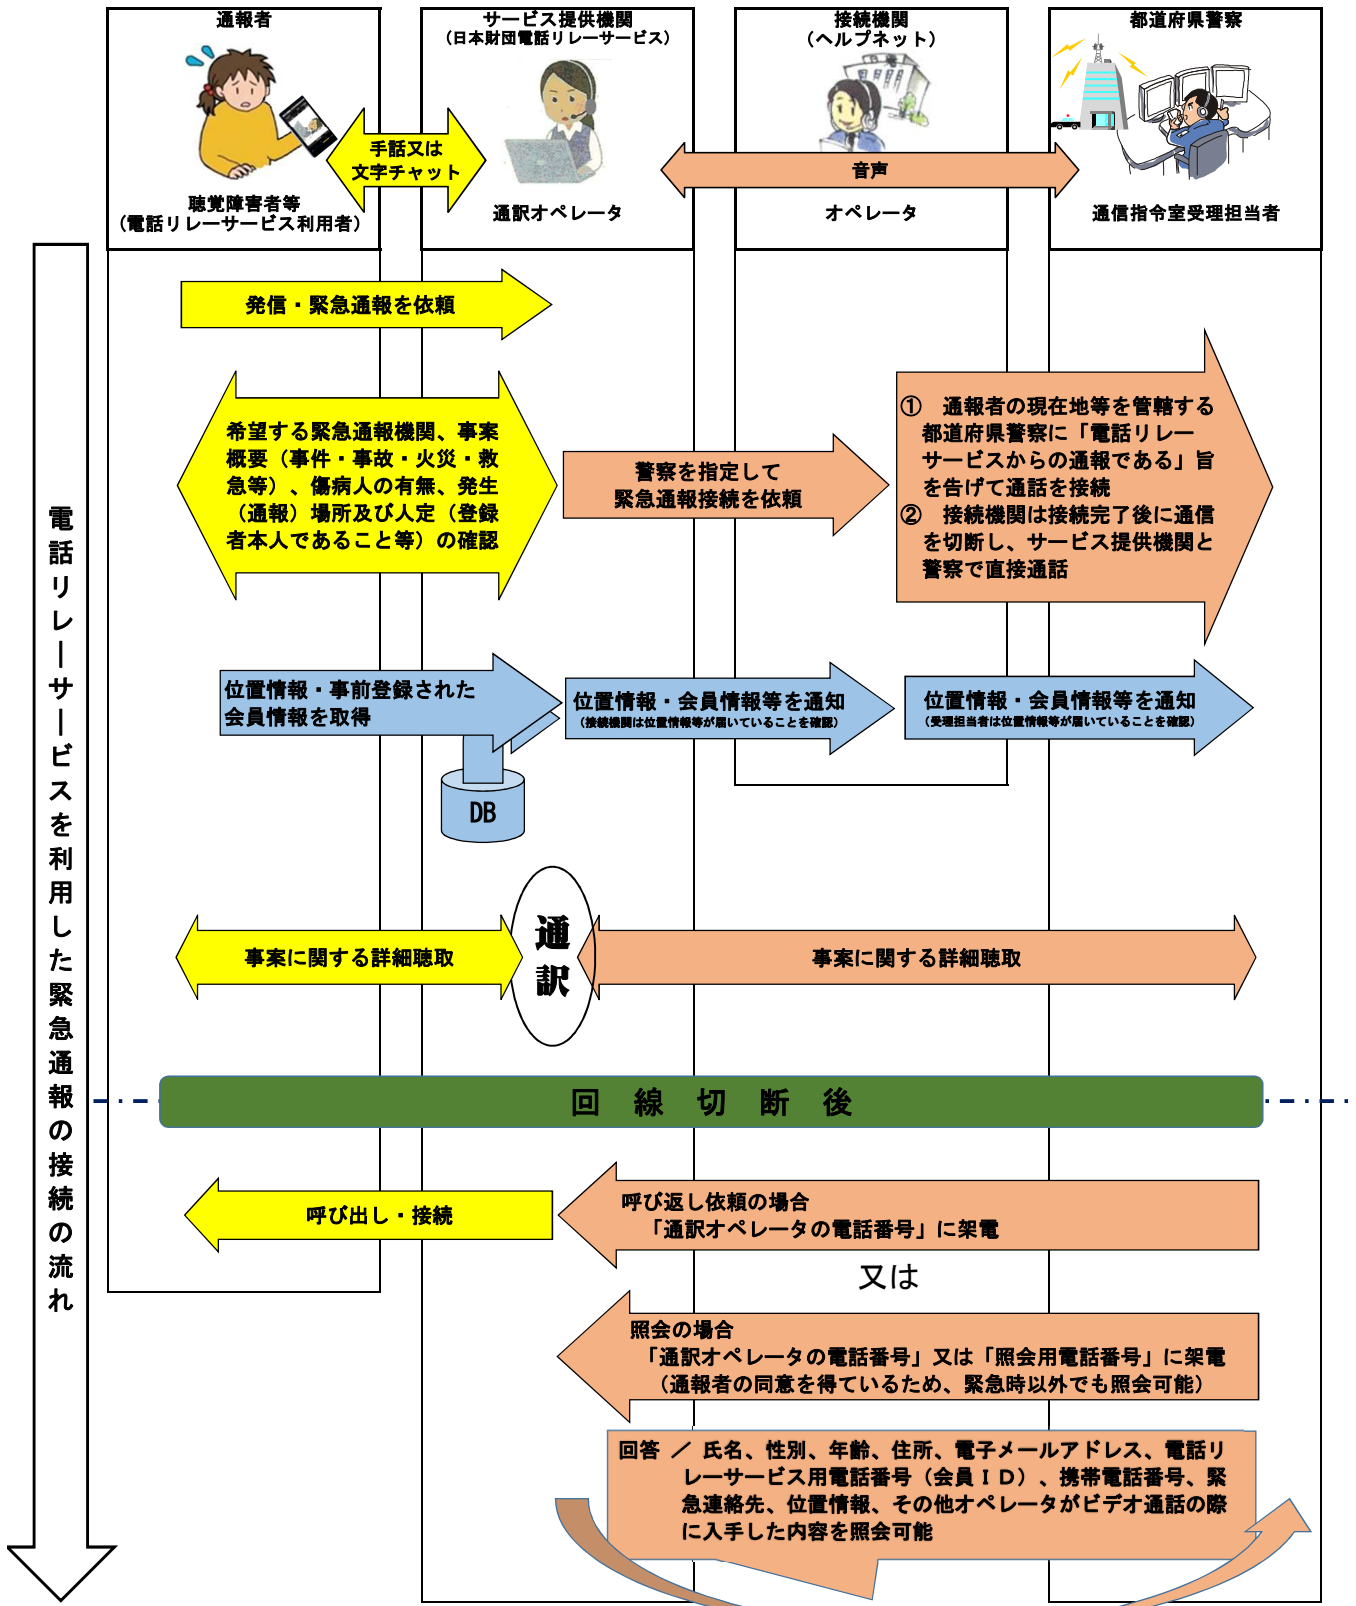 通報者
サービス提供機関
（日本財団電話リレーサービス）
接続機関
（ヘルプネット）
都道府県警察
手話又は
文字チャット
音声
聴覚障害者等
（電話リレーサービス利用者）
通訳オペレータ
オペレータ
通信指令室受理担当者
電話リレーサービスを利用した緊急通報の接続の流れ
発信・緊急通報を依頼
希望する緊急通報機関、事案
概要（事件・事故・火災・救
急等）、傷病人の有無、発生
（通報）場所及び人定（登録
者本人であること等）の確認
警察を指定して
緊急通報接続を依頼
①　通報者の現在地等を管轄する
都道府県警察に「電話リレー
サービスからの通報である」旨
を告げて通話を接続
②　接続機関は接続完了後に通信
を切断し、サービス提供機関と
警察で直接通話
位置情報・事前登録された
会員情報を取得
DB
位置情報・会員情報等を通知
（接続機関は位置情報等が届いていることを確認）
位置情報・会員情報等を通知
（受理担当者は位置情報等が届いていることを確認）
事案に関する詳細聴取
通訳
事案に関する詳細聴取
回　線　切　断　後
呼び出し・接続
呼び返し依頼の場合
「通訳オペレータの電話番号」に架電
又は
照会の場合
「通訳オペレータの電話番号」又は「照会用電話番号」に架電
（通報者の同意を得ているため、緊急時以外でも照会可能）
回答 ／ 氏名、性別、年齢、住所、電子メールアドレス、電話リ
レーサービス用電話番号（会員ＩＤ）、携帯電話番号、緊
急連絡先、位置情報、その他オペレータがビデオ通話の際
に入手した内容を照会可能